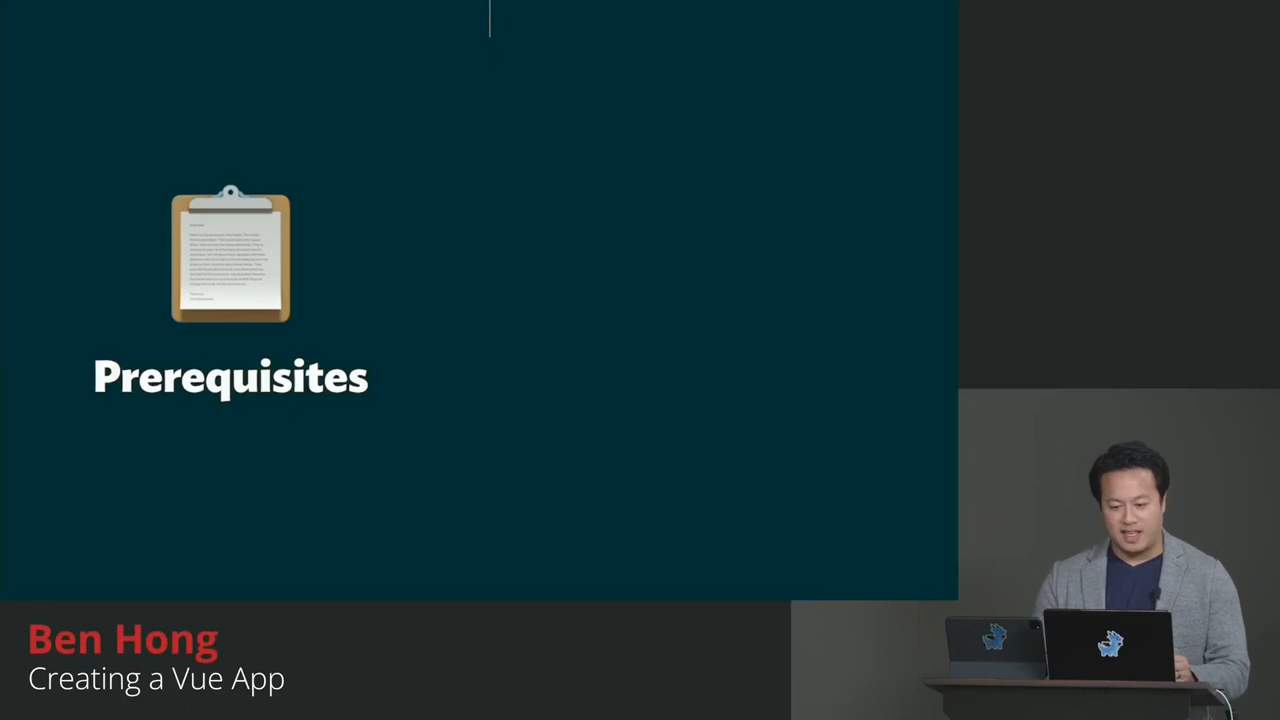 Prerequisites
Ben Hong
Creating a Vue App